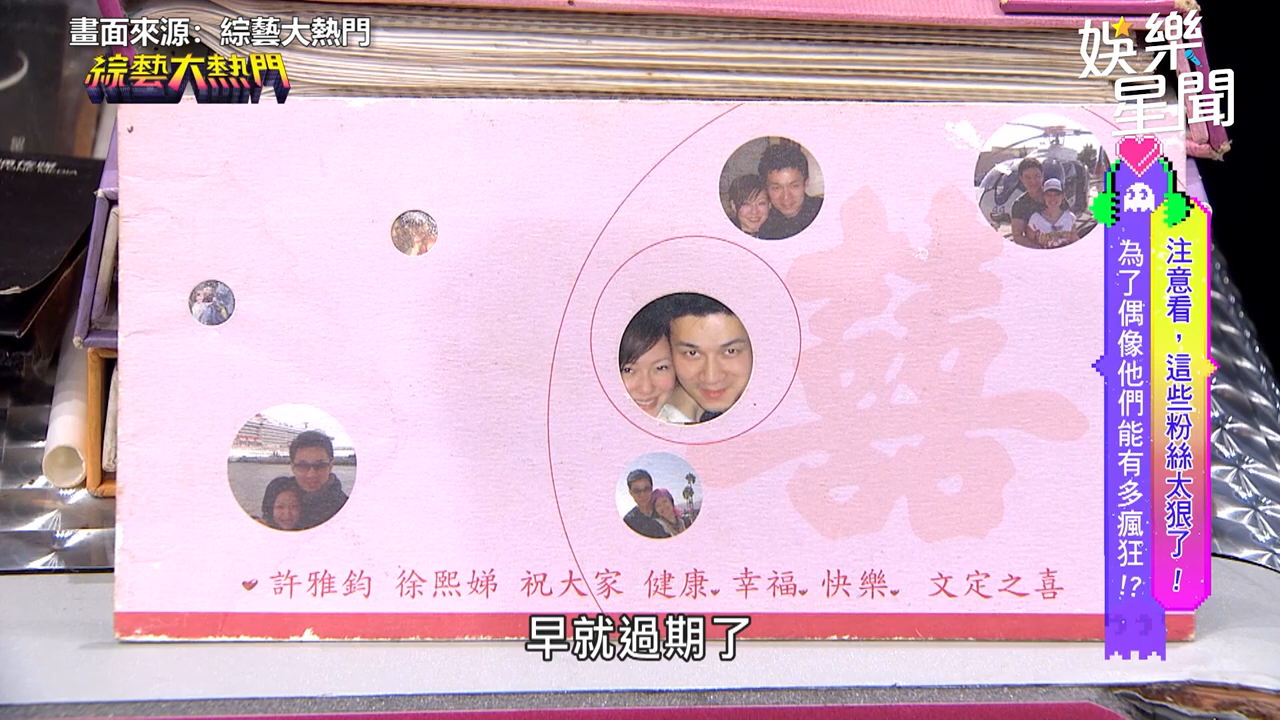 畫面來源：綜藝大熱門
綜藝大熱門
娛樂
星聞
注意看，這些粉絲太狠了！
為了偶像他們能有多瘋狂!?
囍
許雅鈞 徐熙娣 祝大家 健康 幸福 快樂 文定之喜
早就過期了